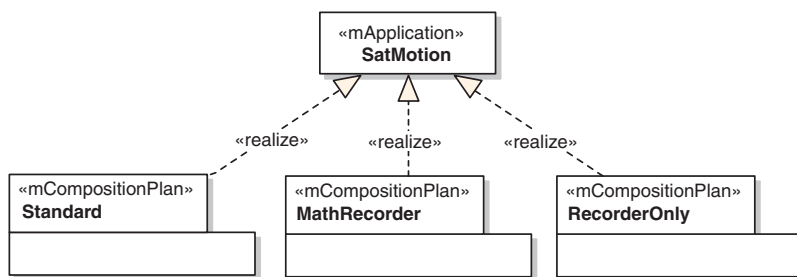 «mApplication»
SatMotion
«realize»
«realize»
«realize»
«mCompositionPlan»
Standard
«mCompositionPlan»
MathRecorder
«mCompositionPlan»
RecorderOnly